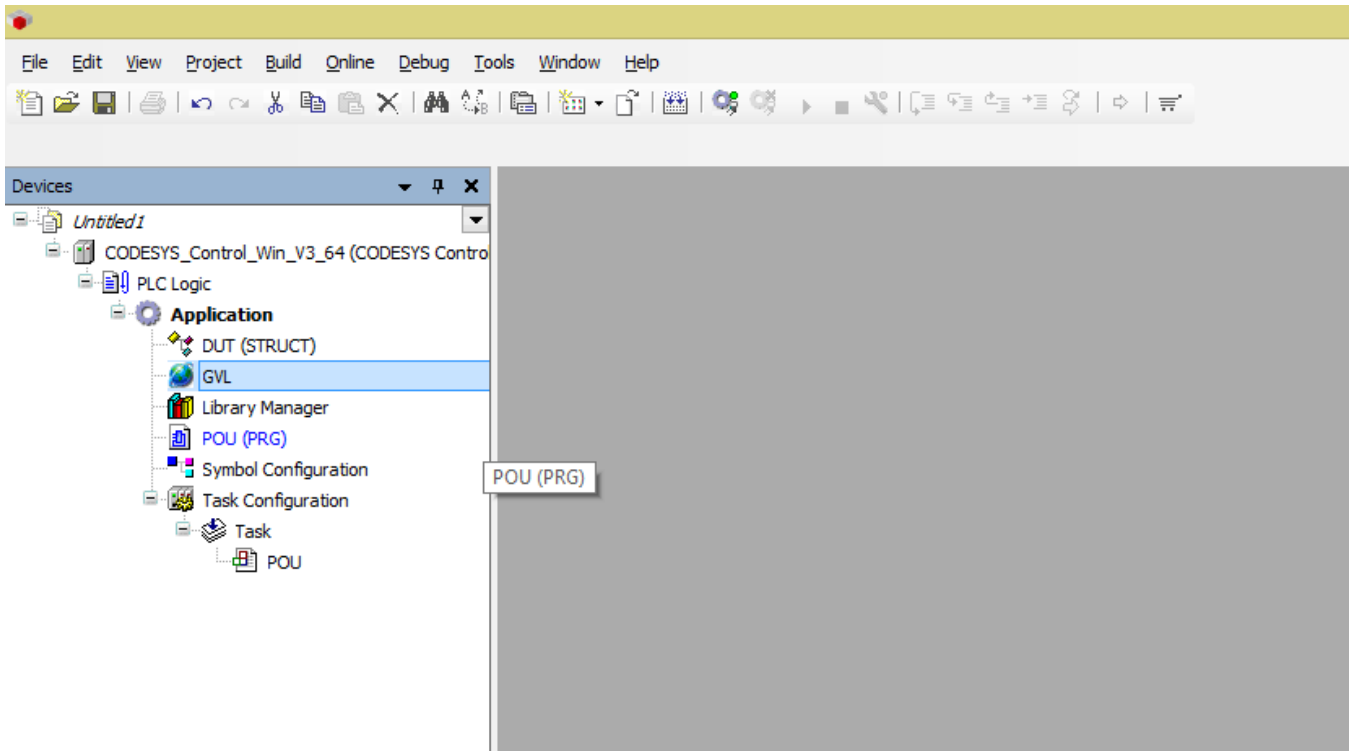 File Edit View Project Build Online Debug Tools Window Help
Devices
Untitled1
CODESYS_Control_Win_V3_64 (CODESYS Contro
PLC Logic
Application
DUT (STRUCT)
GVL
Library Manager
POU (PRG)
Symbol Configuration
POU (PRG)
Task Configuration
Task
POU